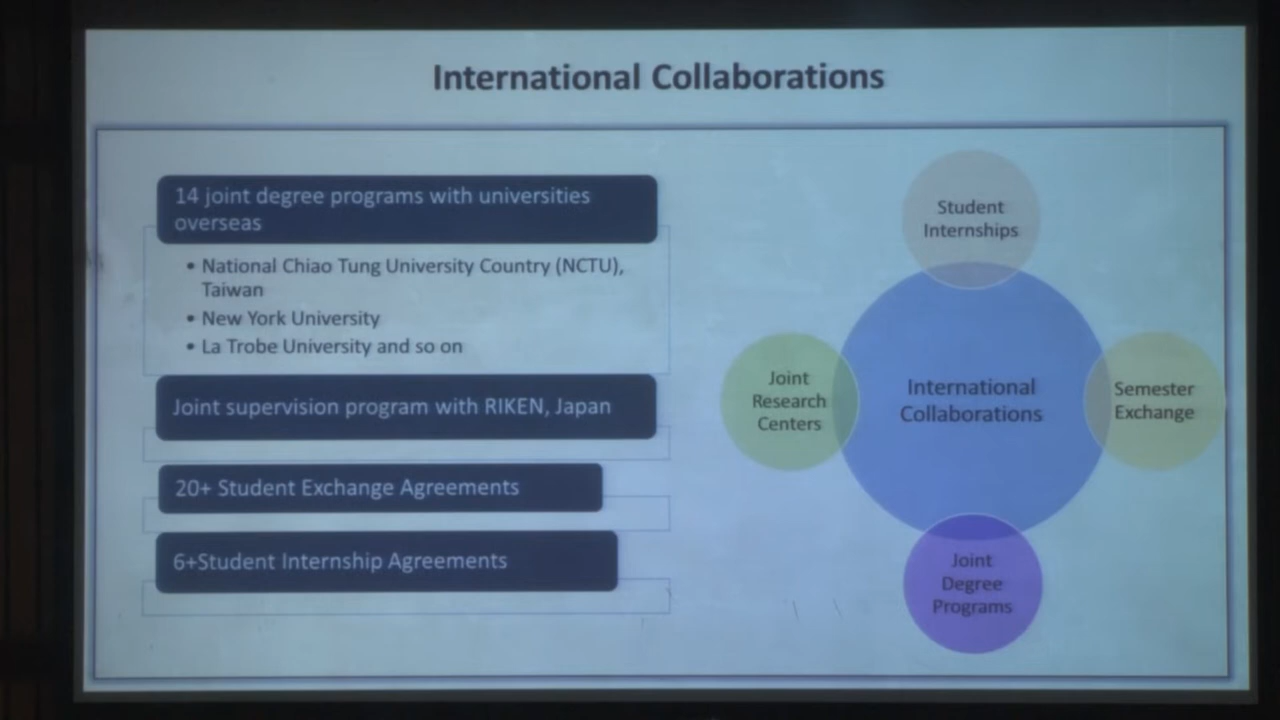 International Collaborations
14 joint degree programs with universities
overseas
• National Chiao Tung University Country (NCTU),
Taiwan
• New York University
• La Trobe University and so on
Joint supervision program with RIKEN, Japan
20+ Student Exchange Agreements
6+Student Internship Agreements
Student
Internships
Joint
Research
Centers
International
Collaborations
Semester
Exchange
Joint
Degree
Programs